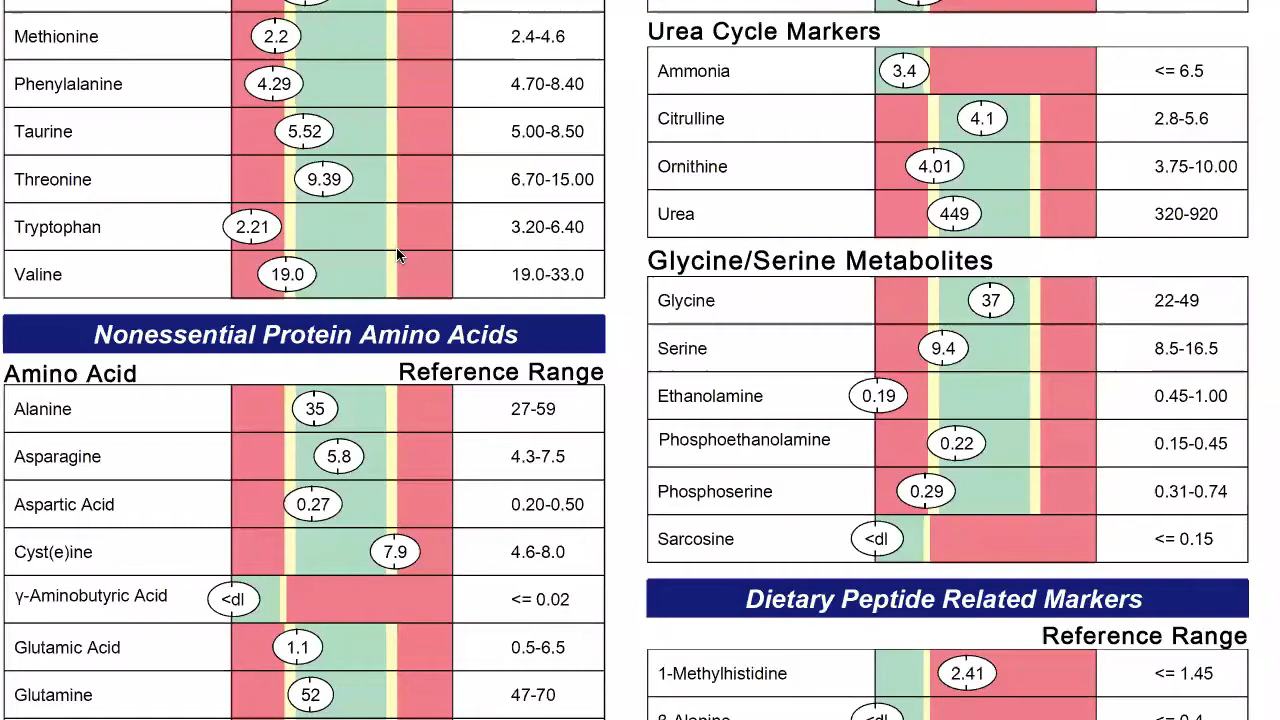 Methionine 2.2 2.4-4.6
Phenylalanine 4.29 4.70-8.40
Taurine 5.52 5.00-8.50
Threonine 9.39 6.70-15.00
Tryptophan 2.21 3.20-6.40
Valine 19.0 19.0-33.0
Nonessential Protein Amino Acids
Amino Acid Reference Range
Alanine 35 27-59
Asparagine 5.8 4.3-7.5
Aspartic Acid 0.27 0.20-0.50
Cyst(e)ine 7.9 4.6-8.0
γ-Aminobutyric Acid <dl <= 0.02
Glutamic Acid 1.1 0.5-6.5
Glutamine 52 47-70
Urea Cycle Markers
Ammonia 3.4 <= 6.5
Citrulline 4.1 2.8-5.6
Ornithine 4.01 3.75-10.00
Urea 449 320-920
Glycine/Serine Metabolites
Glycine 37 22-49
Serine 9.4 8.5-16.5
Ethanolamine 0.19 0.45-1.00
Phosphoethanolamine 0.22 0.15-0.45
Phosphoserine 0.29 0.31-0.74
Sarcosine <dl <= 0.15
Dietary Peptide Related Markers
Reference Range
1-Methylhistidine 2.41 <= 1.45
β-Alanine <dl <= 0.4